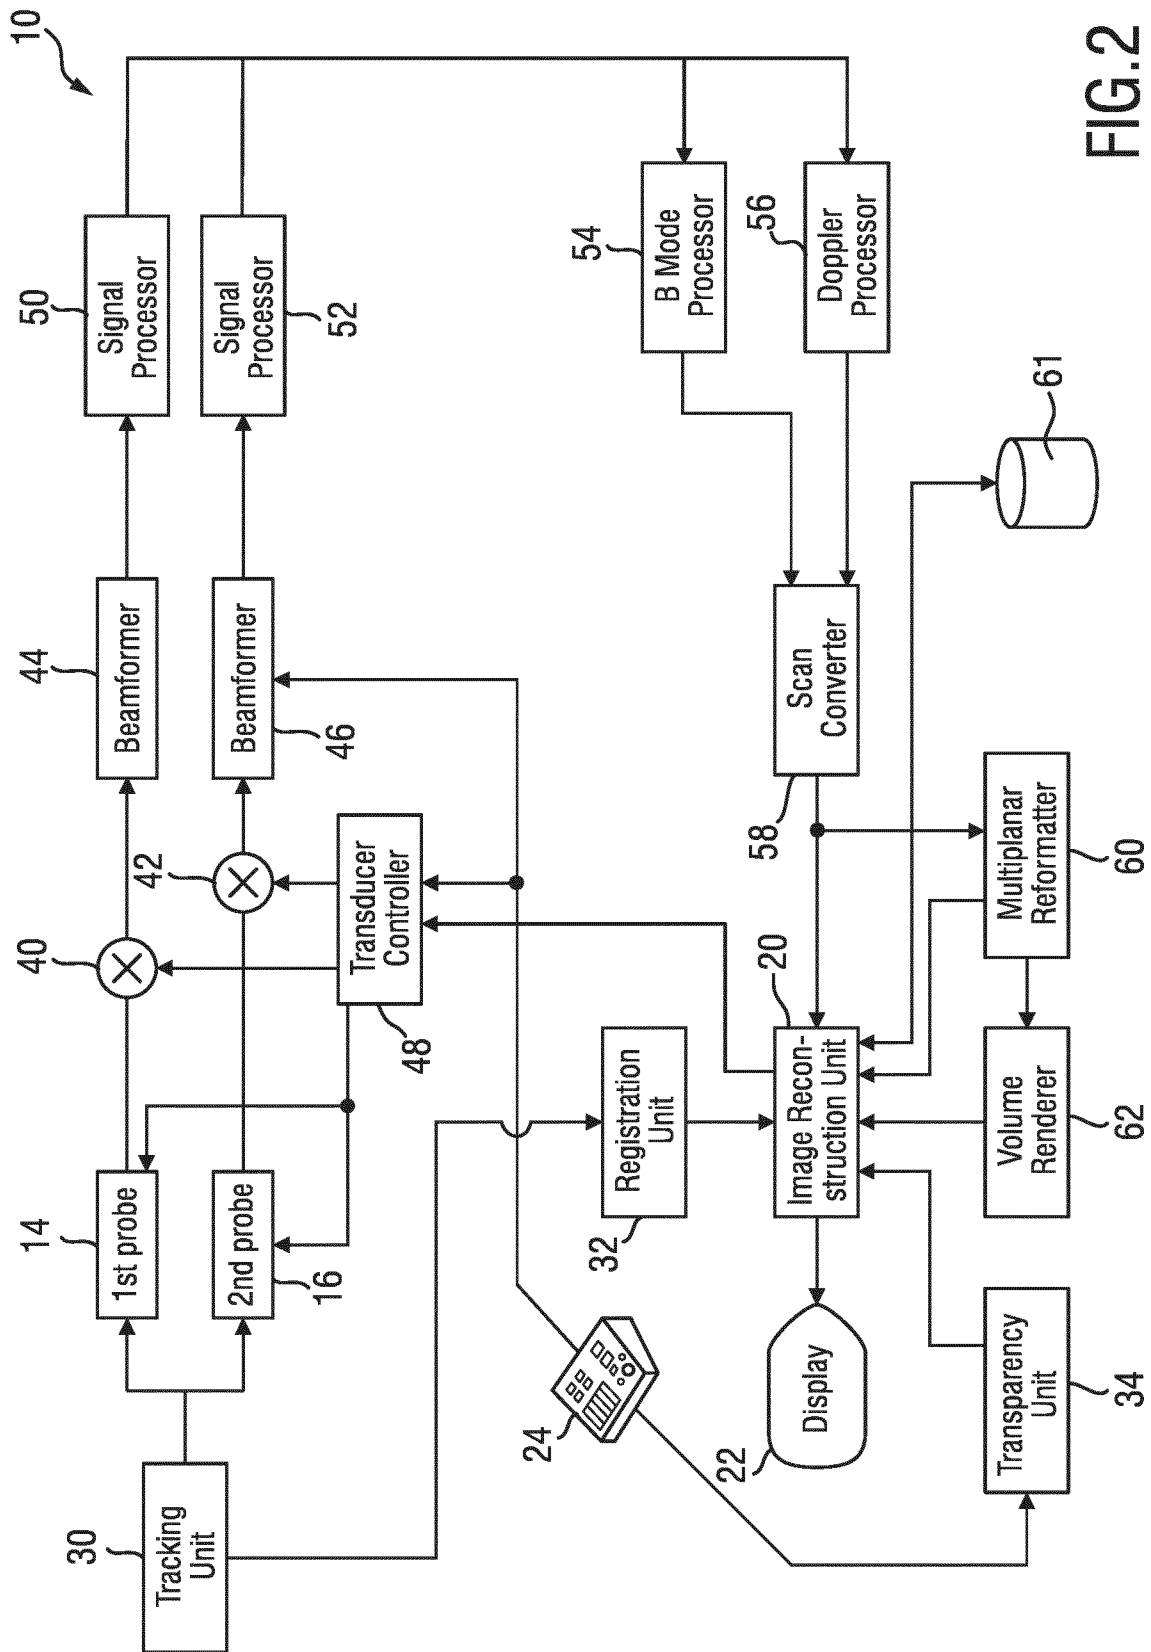 10
30
Tracking
Unit
14
1st probe
2nd probe
16
40
42
44
Beamformer
Beamformer
46
50
Signal
Processor
Signal
Processor
52
Transducer
Controller
48
24
32
Registration
Unit
54
B Mode
Processor
56
Doppler
Processor
22
Display
20
Image Recon-
struction Unit
58
Scan
Converter
34
Transparency
Unit
62
Volume
Renderer
60
Multiplanar
Reformatter
61
FIG.2